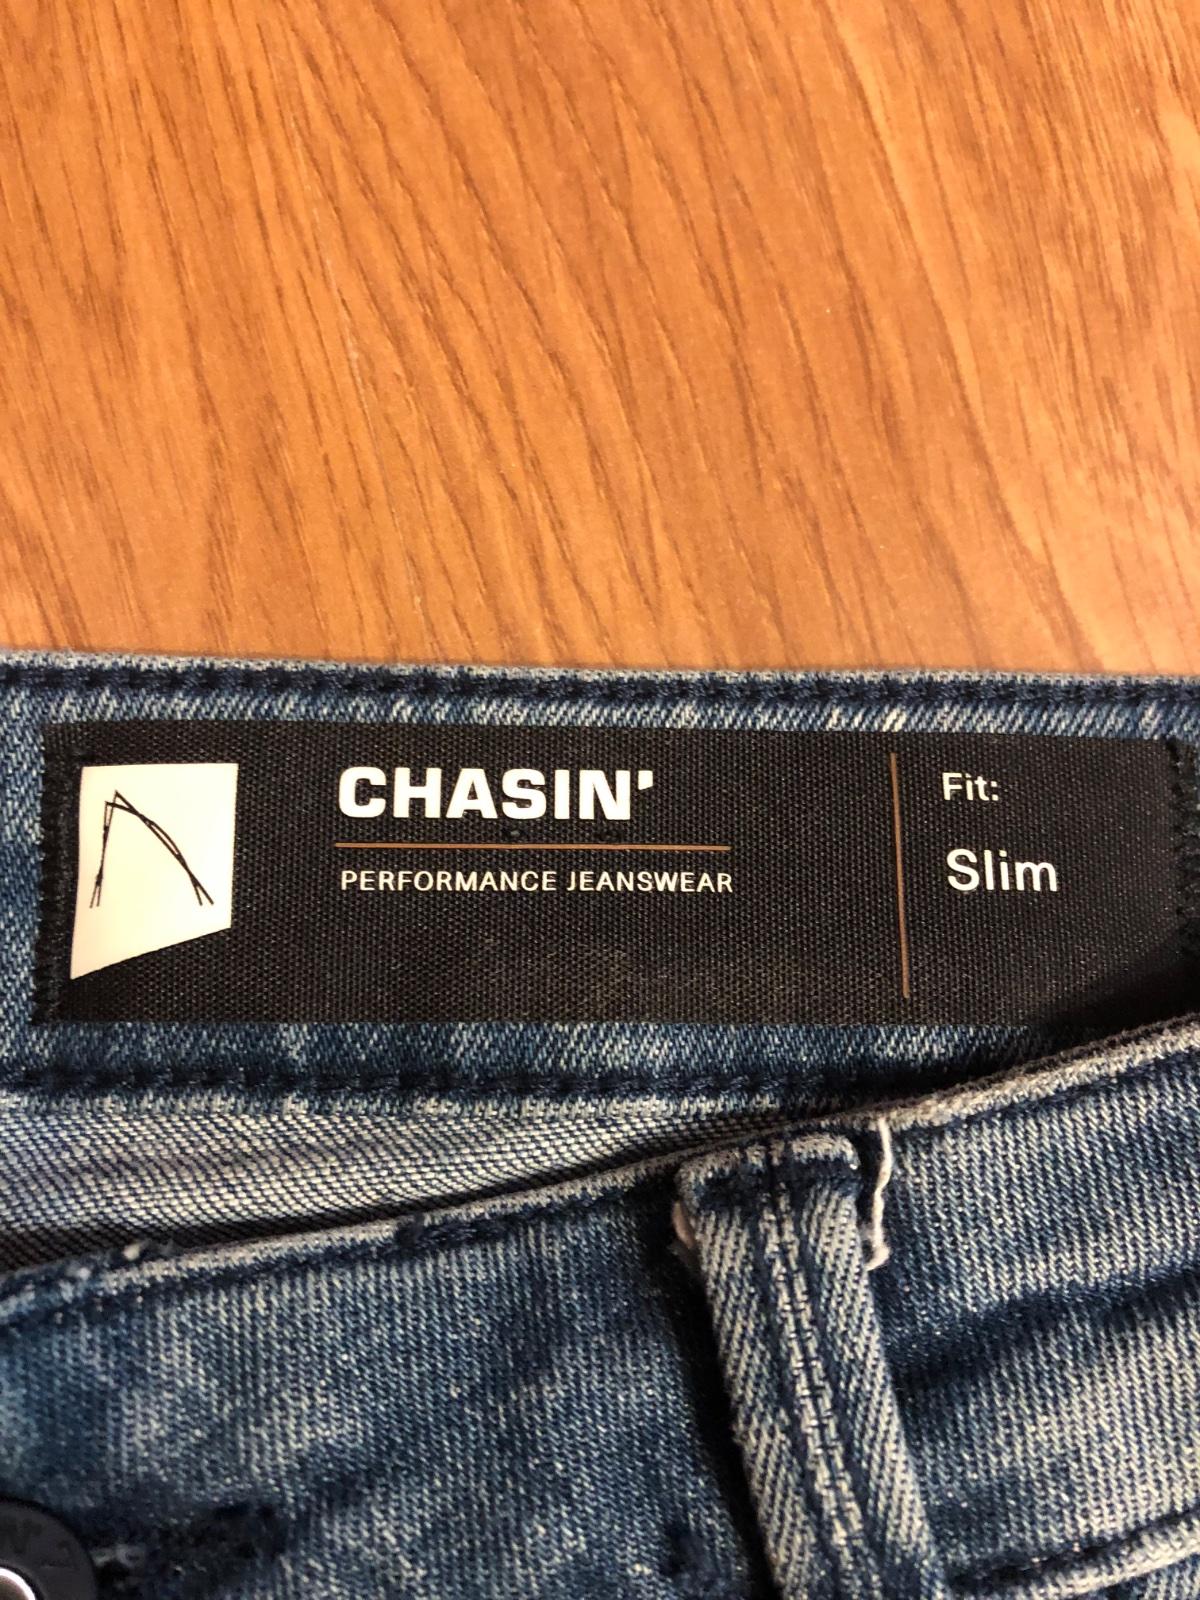 CHASIN'
PERFORMANCE JEANSWEAR
Fit:
Slim